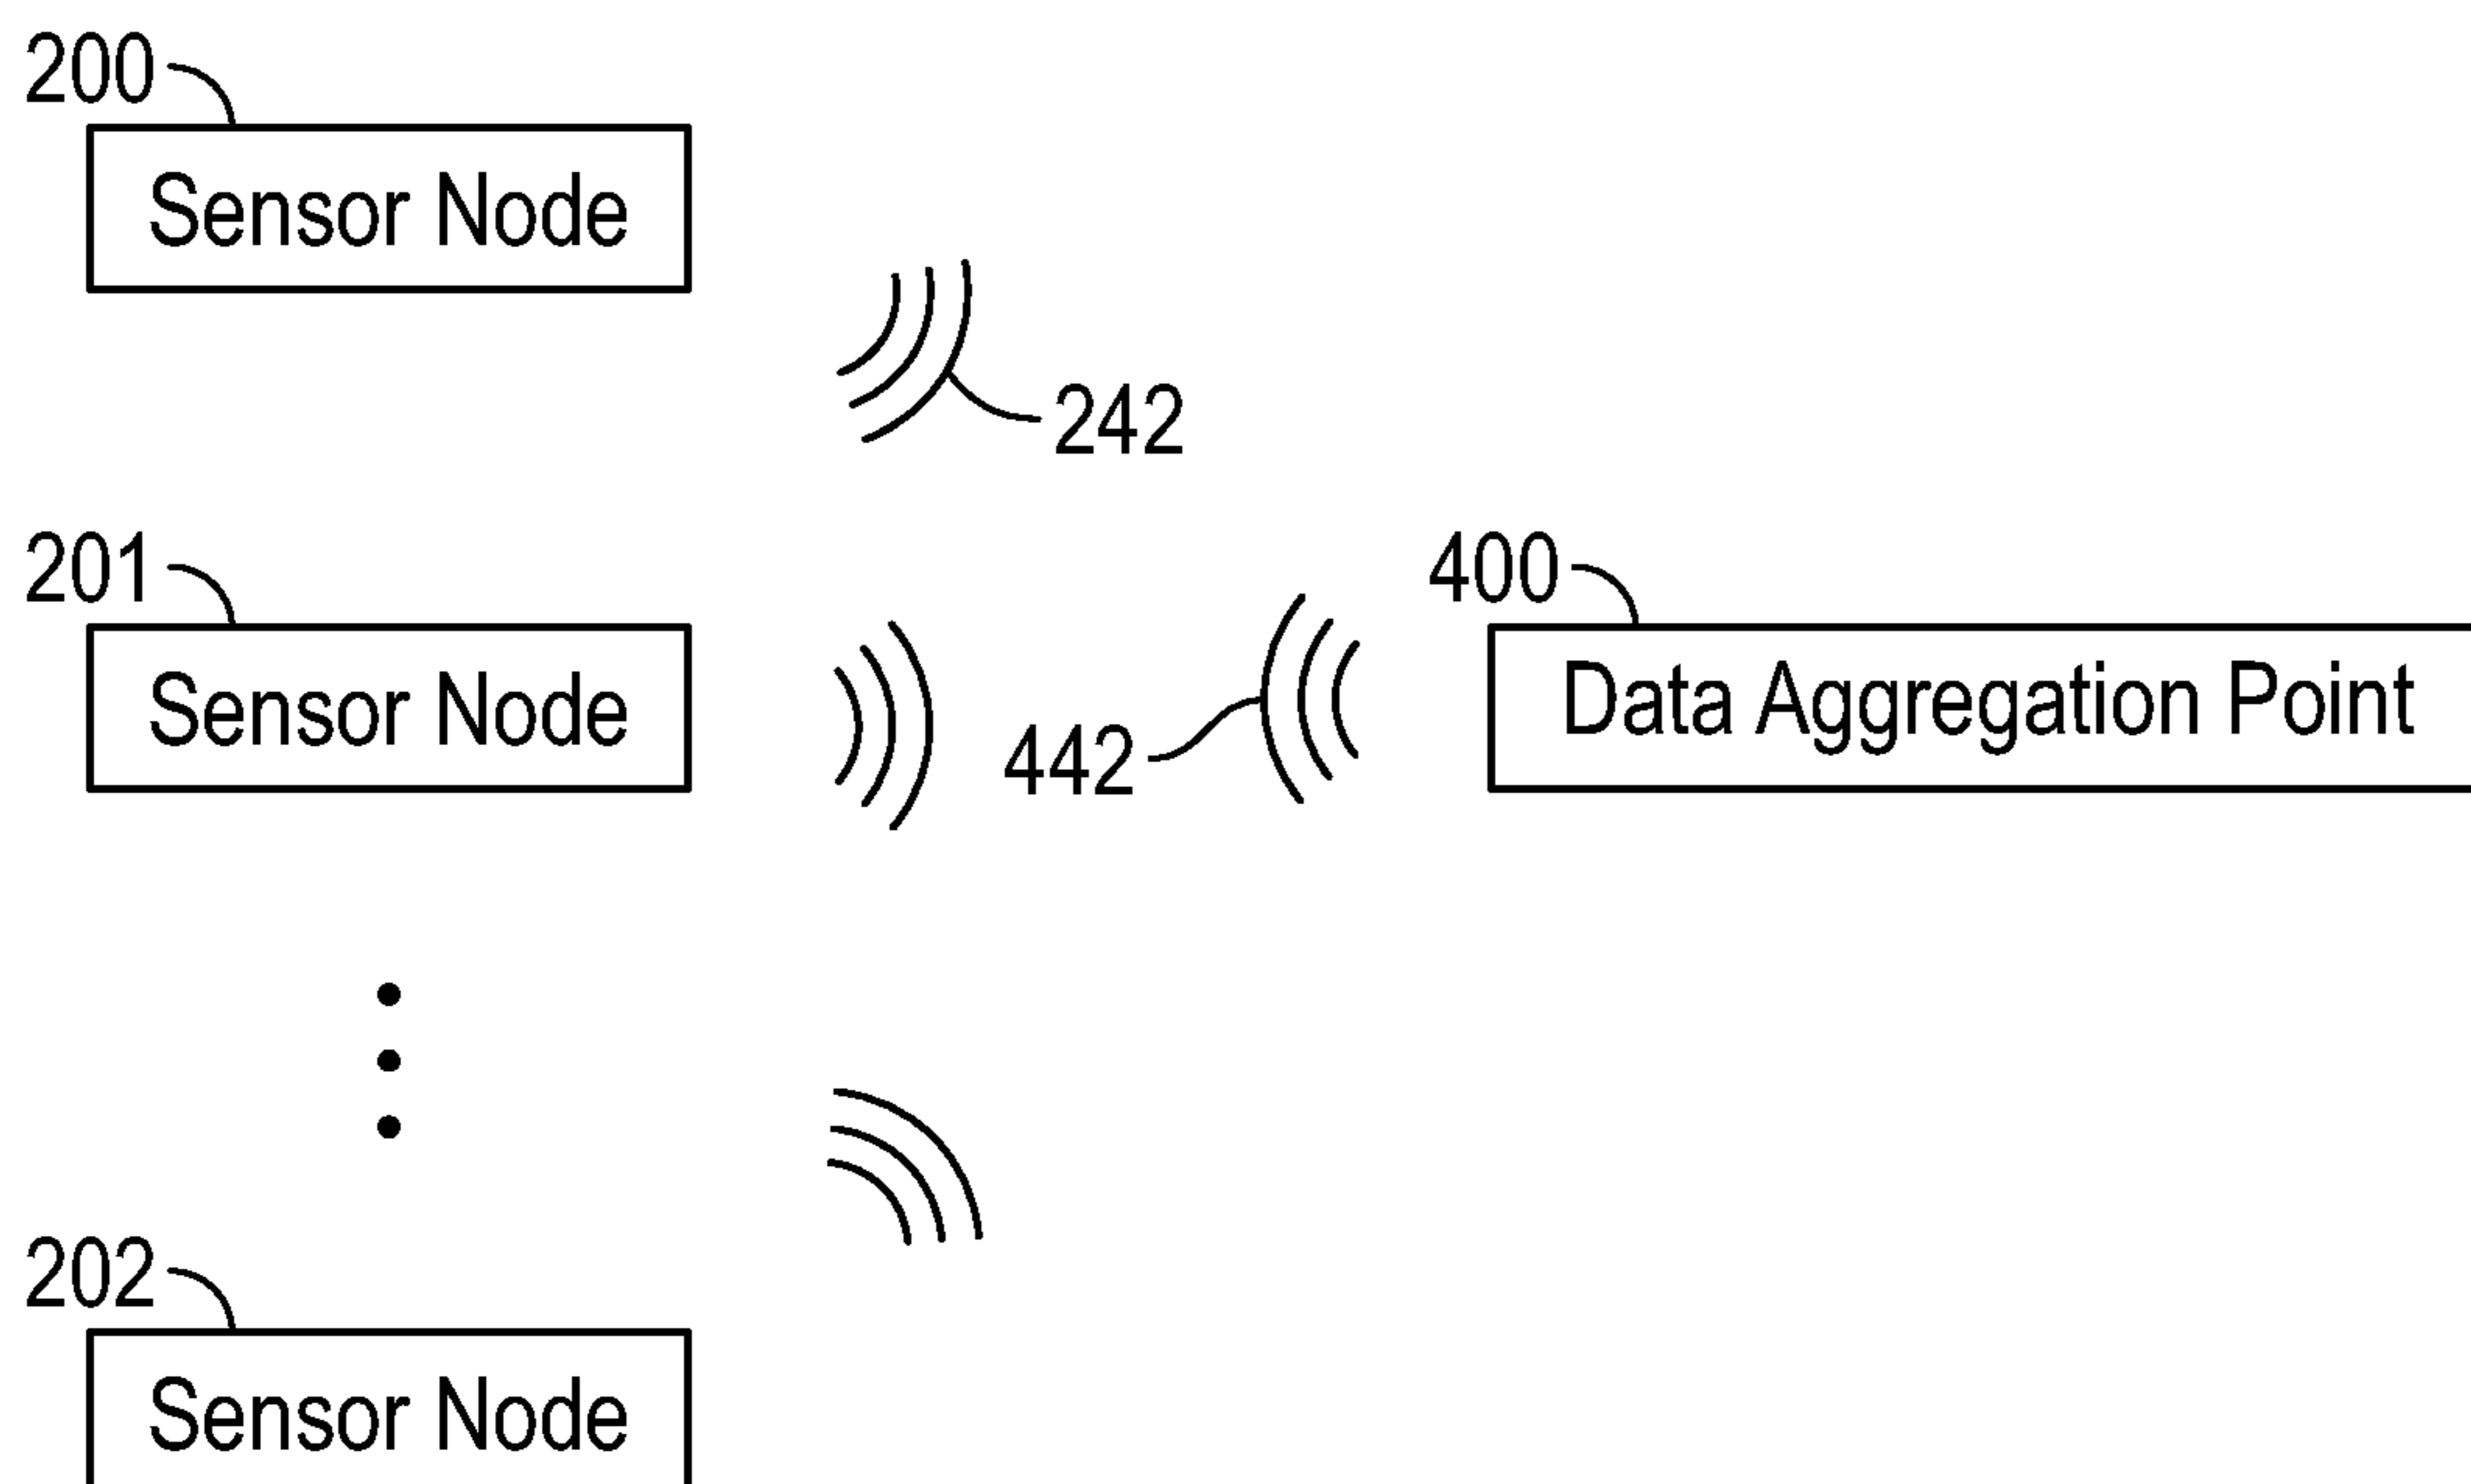 200
Sensor Node
242
201
400
Sensor Node
Data Aggregation Point
442
202
Sensor Node